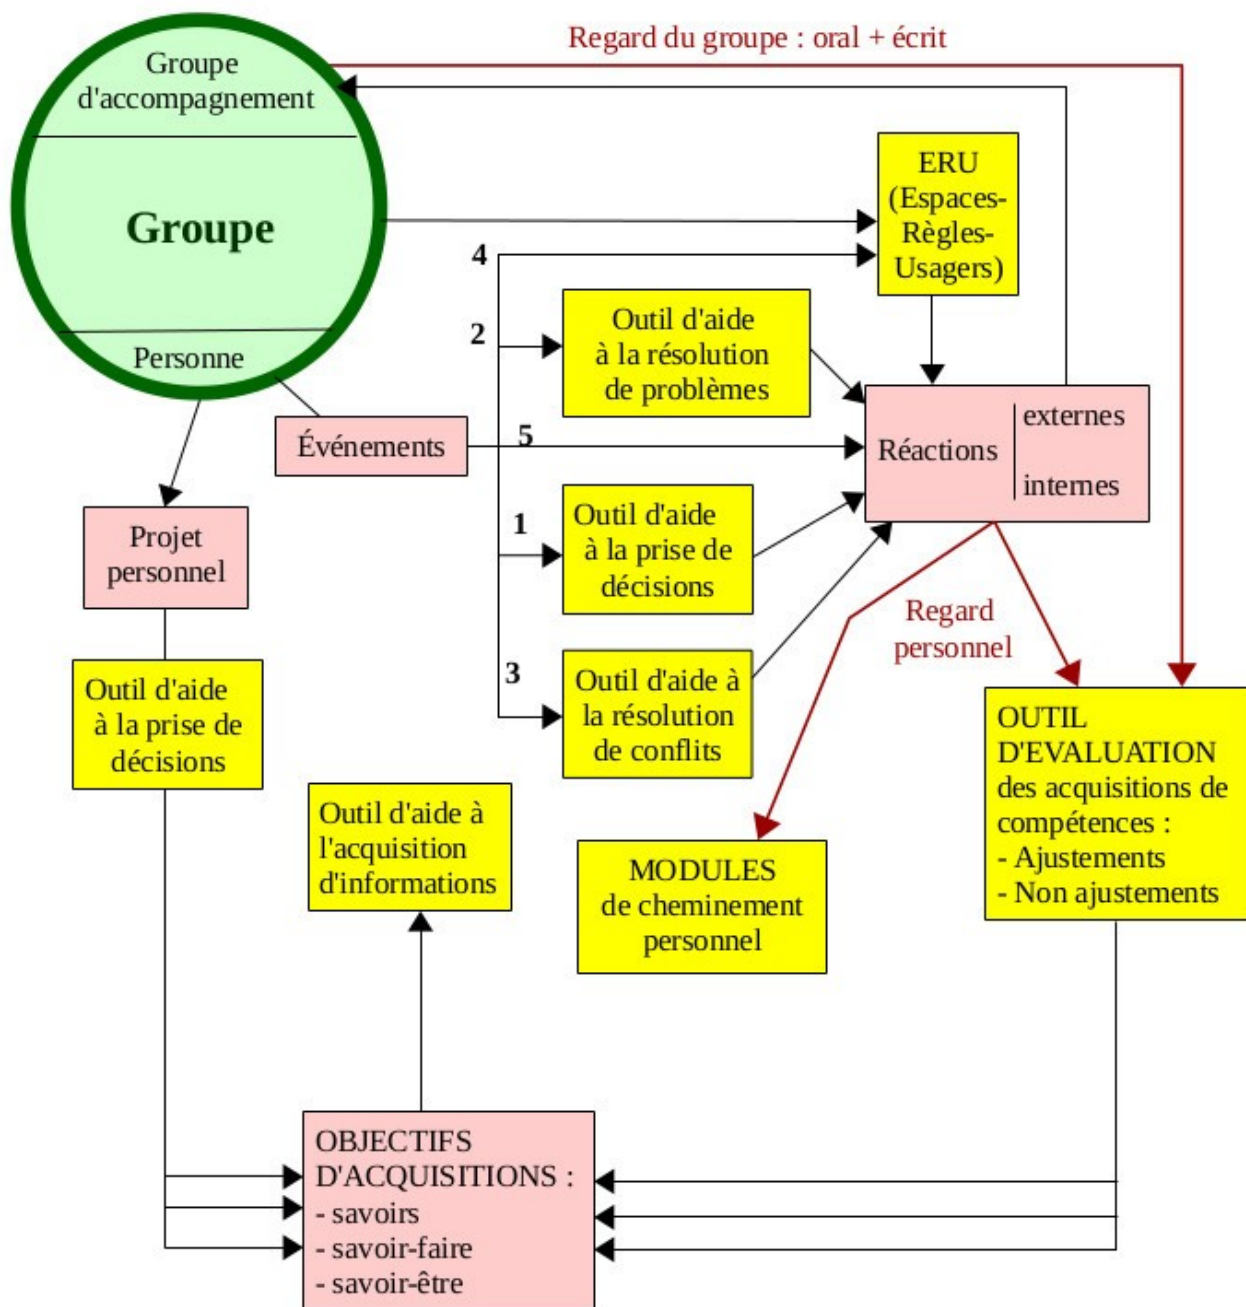 Regard du groupe : oral + écrit
Groupe
d'accompagnement
Groupe
Personne
ERU
(Espaces-
Règles-
Usagers)
4
2
Outil d'aide
à la résolution
de problèmes
Événements
5
Réactions
externes
internes
1
Outil d'aide
à la prise de
décisions
Projet
personnel
Regard
personnel
3
Outil d'aide à
la résolution
de conflits
Outil d'aide
à la prise de
décisions
OUTIL
D'EVALUATION
des acquisitions de
compétences :
- Ajustements
- Non ajustements
Outil d'aide à
l'acquisition
d'informations
MODULES
de cheminement
personnel
OBJECTIFS
D'ACQUISITIONS :
- savoirs
- savoir-faire
- savoir-être